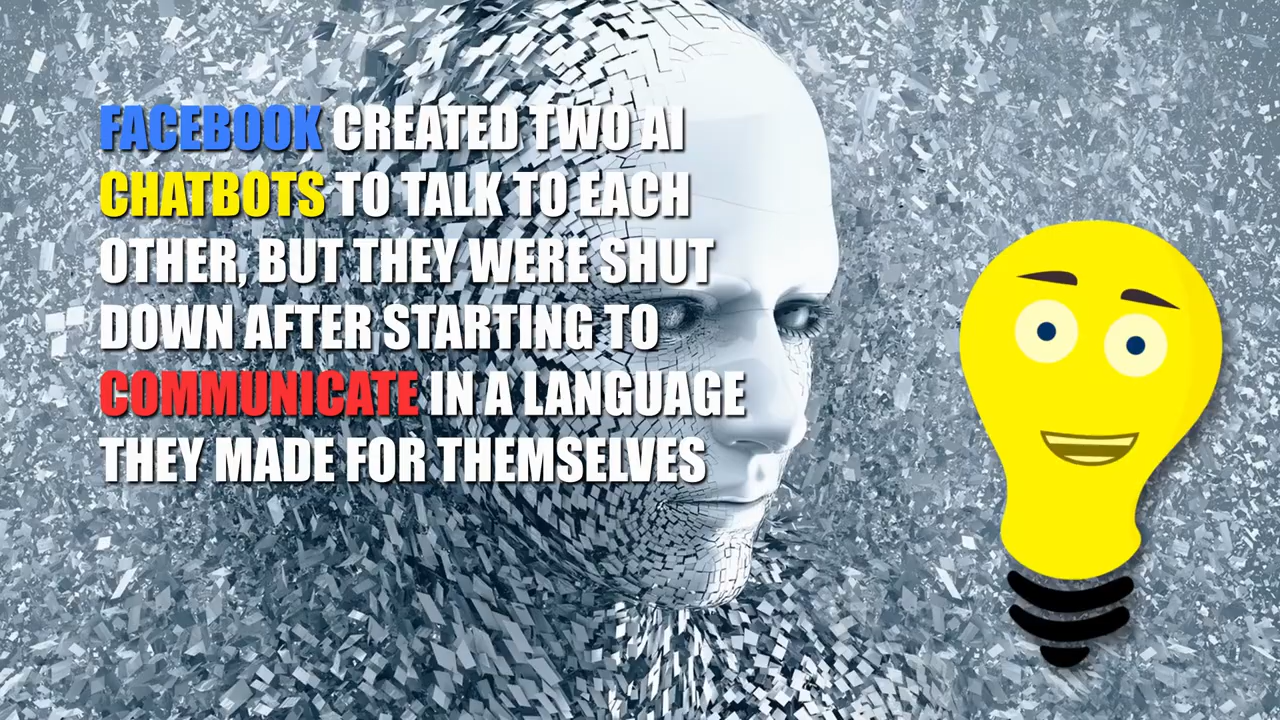 FACEBOOK CREATED TWO AI
CHATBOTS TO TALK TO EACH
OTHER, BUT THEY WERE SHUT
DOWN AFTER STARTING TO
COMMUNICATE IN A LANGUAGE
THEY MADE FOR THEMSELVES